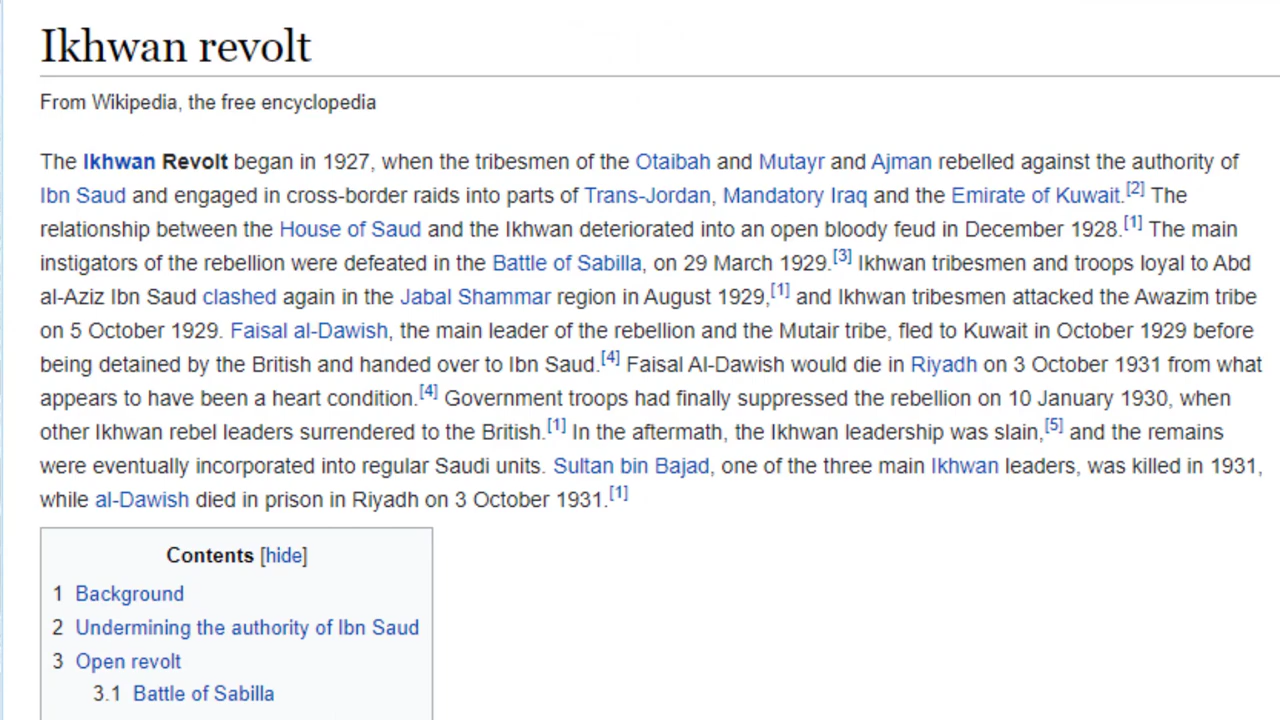 Ikhwan revolt
From Wikipedia, the free encyclopedia
The Ikhwan Revolt began in 1927, when the tribesmen of the Otaibah and Mutayr and Ajman rebelled against the authority of
Ibn Saud and engaged in cross-border raids into parts of Trans-Jordan, Mandatory Iraq and the Emirate of Kuwait.[2] The
relationship between the House of Saud and the Ikhwan deteriorated into an open bloody feud in December 1928.[1] The main
instigators of the rebellion were defeated in the Battle of Sabilla, on 29 March 1929.[3] Ikhwan tribesmen and troops loyal to Abd
al-Aziz Ibn Saud clashed again in the Jabal Shammar region in August 1929,[1] and Ikhwan tribesmen attacked the Awazim tribe
on 5 October 1929. Faisal al-Dawish, the main leader of the rebellion and the Mutair tribe, fled to Kuwait in October 1929 before
being detained by the British and handed over to Ibn Saud.[4] Faisal Al-Dawish would die in Riyadh on 3 October 1931 from what
appears to have been a heart condition.[4] Government troops had finally suppressed the rebellion on 10 January 1930, when
other Ikhwan rebel leaders surrendered to the British.[1] In the aftermath, the Ikhwan leadership was slain,[5] and the remains
were eventually incorporated into regular Saudi units. Sultan bin Bajad, one of the three main Ikhwan leaders, was killed in 1931,
while al-Dawish died in prison in Riyadh on 3 October 1931.[1]
Contents [hide]
1 Background
2 Undermining the authority of Ibn Saud
3 Open revolt
3.1 Battle of Sabilla